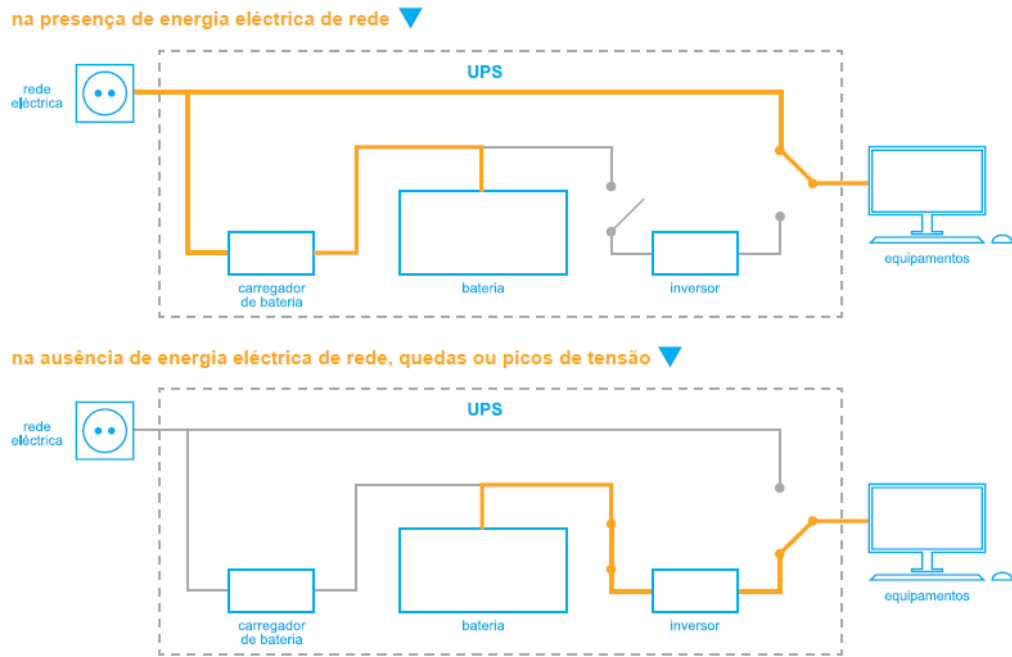 na presença de energia eléctrica de rede
UPS
rede
eléctrica
carregador
de bateria
bateria
inversor
equipamentos
na ausência de energia eléctrica de rede, quedas ou picos de tensão
UPS
rede
eléctrica
carregador
de bateria
bateria
inversor
equipamentos